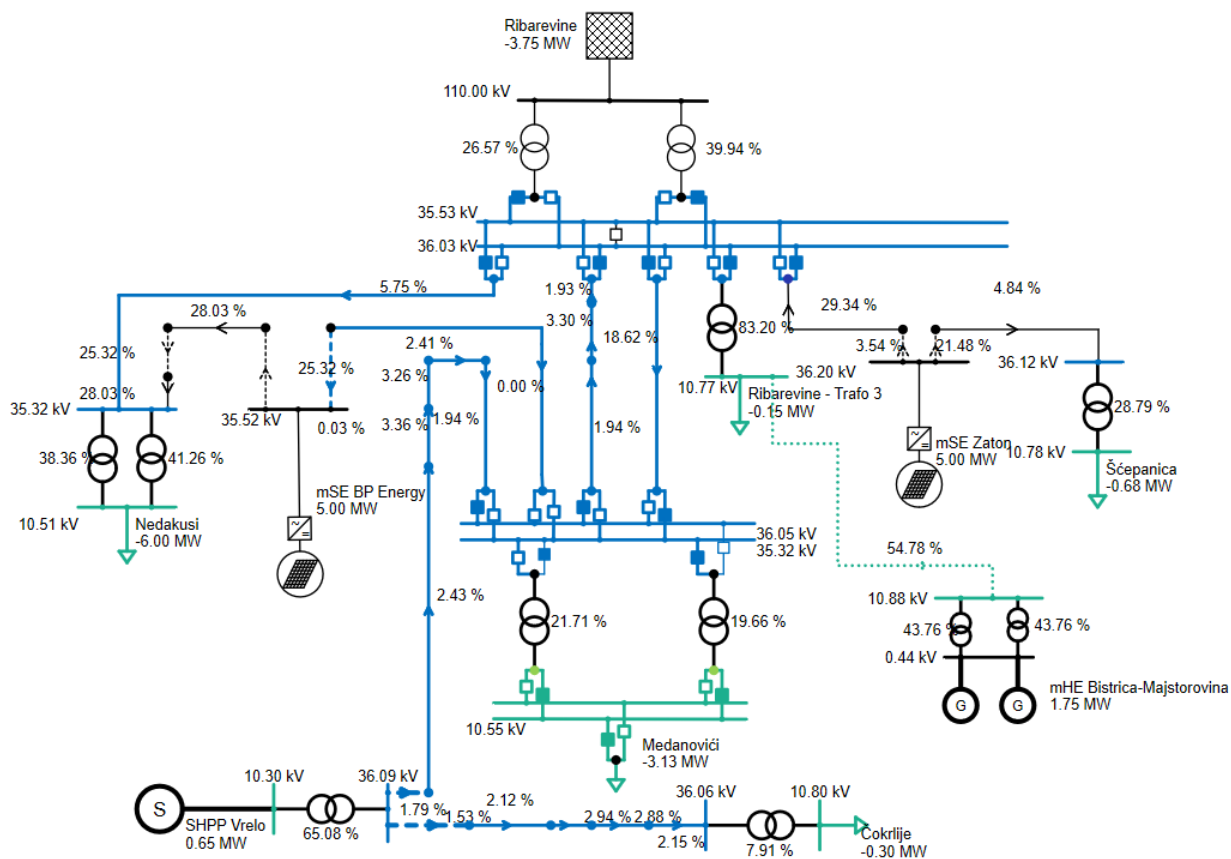 Ribarevine
-3.75 MW
110.00 kV
26.57 %
39.94 %
35.53 kV
36.03 kV
5.75 %
1.93 %
4.84 %
28.03 %
3.30 %
29.34 %
18.62 %
83.20 %
25.32 %
2.41 %
3.54 %
21.48 %
25.32 %
0.00 %
36.12 kV
3.26 %
36.20 kV
28.03 %
10.77 kV
Ribarevine - Trafo 3
-0.15 MW
28.79 %
35.32 kV
35.52 kV
0.03 %
3.36 %
1.94 %
1.94 %
mSE Zaton
5.00 MW
10.78 kV
38.36 %
41.26 %
Šćepanica
-0.68 MW
mSE BP Energy
5.00 MW
10.51 kV
Nedakusi
-6.00 MW
36.05 kV
35.32 kV
54.78 %
2.43 %
10.88 kV
21.71 %
19.66 %
43.76 %
43.76 %
0.44 kV
G
G
mHE Bistrica-Majstorovina
1.75 MW
10.55 kV
Medanovići
-3.13 MW
10.30 kV
36.09 kV
36.06 kV
10.80 kV
S
2.12 %
1.79 %
1.53 %
2.94 %
2.88 %
SHPP Vrelo
0.65 MW
65.08 %
2.15 %
7.91 %
Cokrlije
-0.30 MW